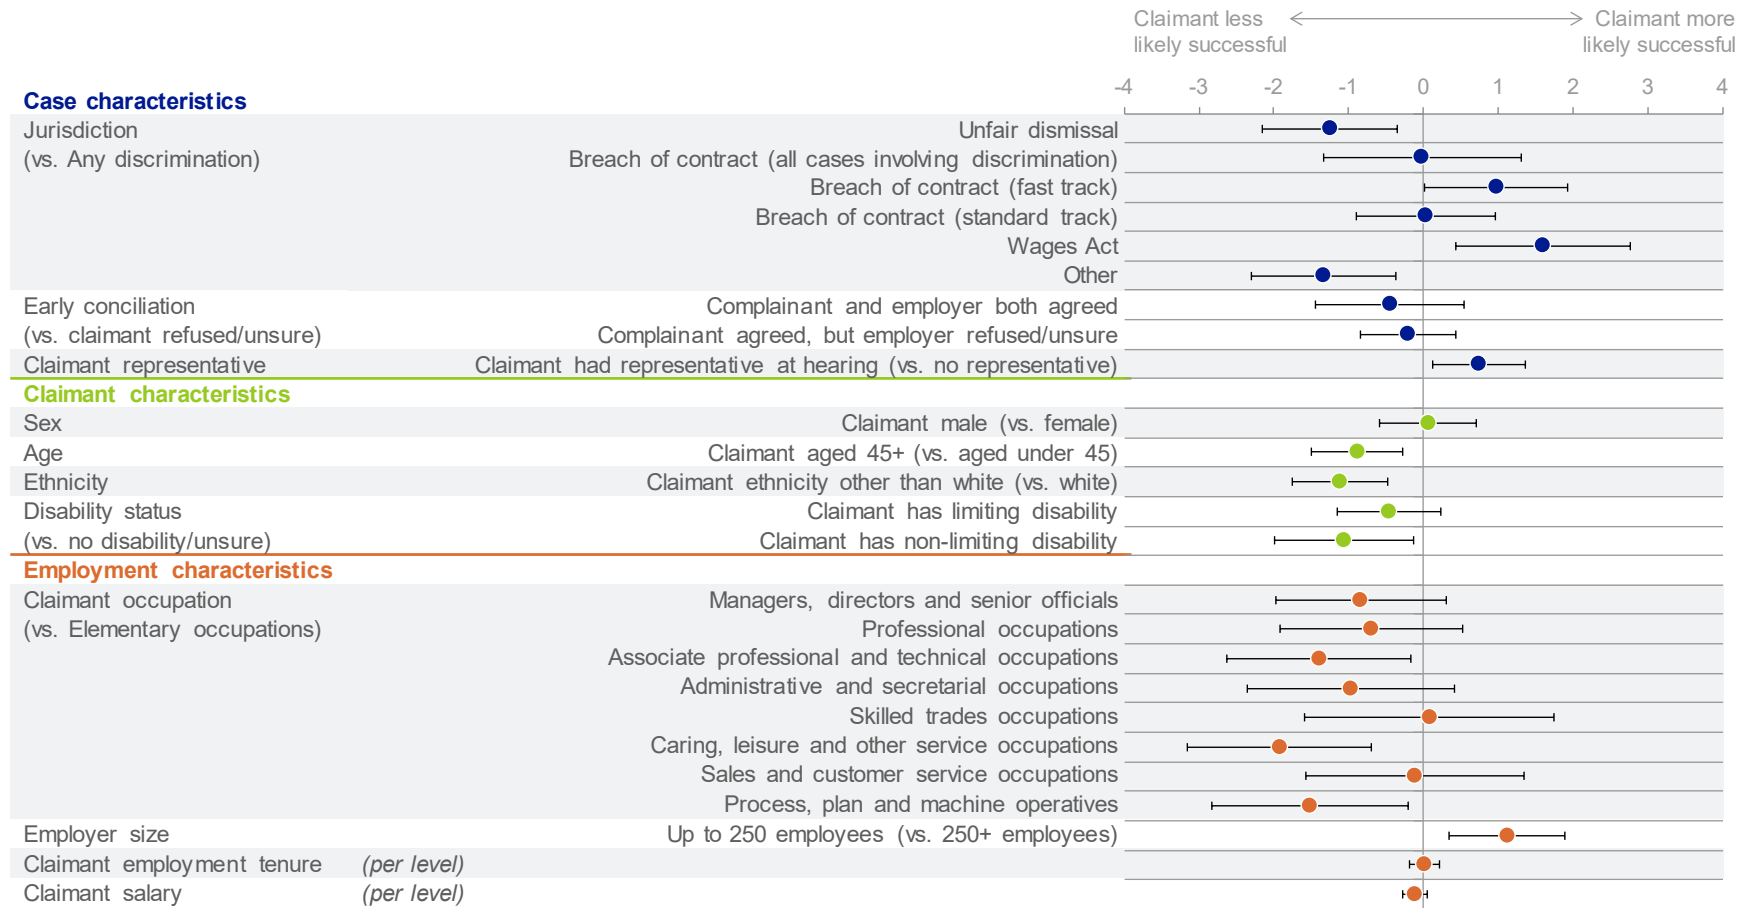 Claimant less
likely successful
Claimant more
likely successful
-4 -3 -2 -1 0 1 2 3 4
Case characteristics
Jurisdiction
(vs. Any discrimination)
Unfair dismissal
Breach of contract (all cases involving discrimination)
Breach of contract (fast track)
Breach of contract (standard track)
Wages Act
Other
Early conciliation
(vs. claimant refused/unsure)
Complainant and employer both agreed
Complainant agreed, but employer refused/unsure
Claimant representative
Claimant had representative at hearing (vs. no representative)
Claimant characteristics
Sex
Claimant male (vs. female)
Age
Claimant aged 45+ (vs. aged under 45)
Ethnicity
Claimant ethnicity other than white (vs. white)
Disability status
(vs. no disability/unsure)
Claimant has limiting disability
Claimant has non-limiting disability
Employment characteristics
Claimant occupation
(vs. Elementary occupations)
Managers, directors and senior officials
Professional occupations
Associate professional and technical occupations
Administrative and secretarial occupations
Skilled trades occupations
Caring, leisure and other service occupations
Sales and customer service occupations
Process, plan and machine operatives
Employer size
Up to 250 employees (vs. 250+ employees)
Claimant employment tenure (per level)
Claimant salary (per level)